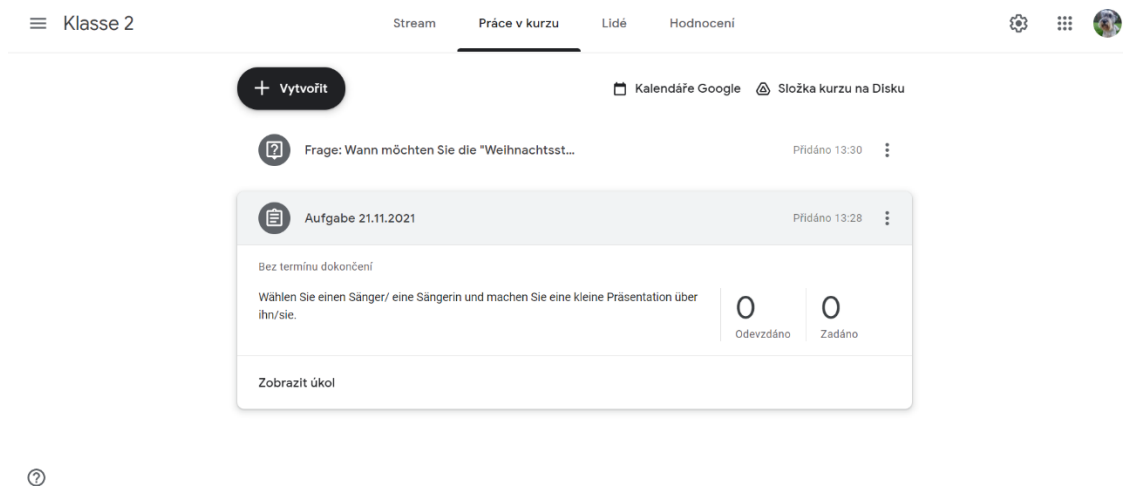 Klasse 2
Stream
Práce v kurzu
Lidé
Hodnocení
Vytvořit
Kalendáře Google
Složka kurzu na Disku
Frage: Wann möchten Sie die "Weihnachtsst...
Přidáno 13:30
Aufgabe 21.11.2021
Přidáno 13:28
Bez termínu dokončení
Wählen Sie einen Sänger/ eine Sängerin und machen Sie eine kleine Präsentation über
ihn/sie.
0
Odevzdáno
0
Zadáno
Zobrazit úkol